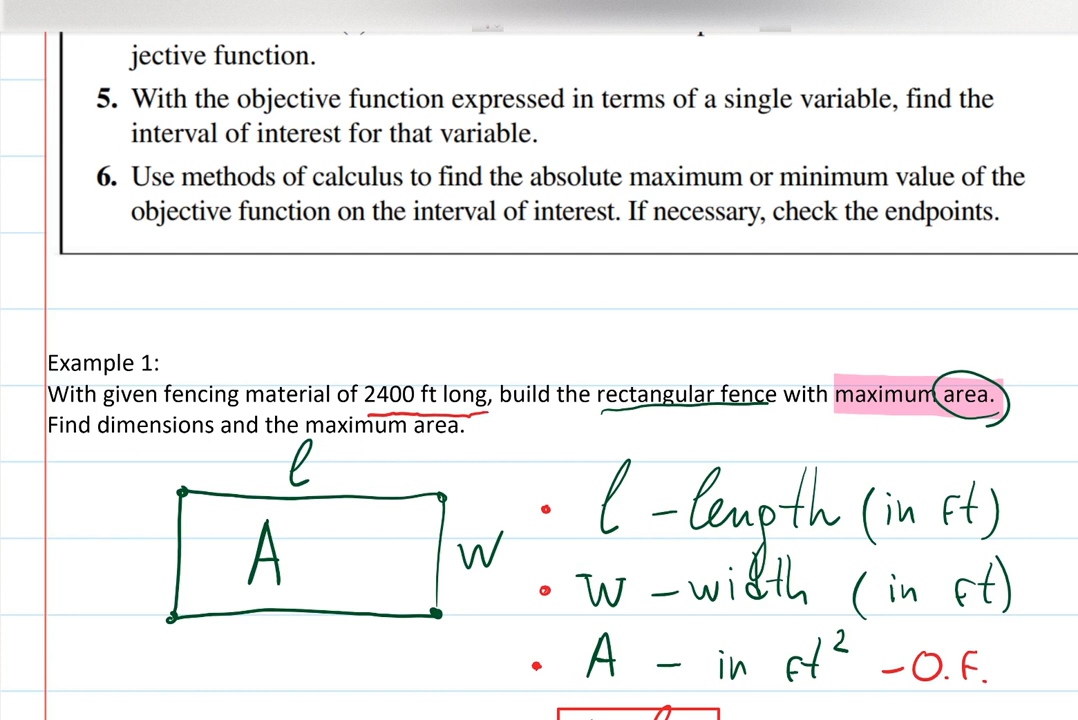 jective function.
5. With the objective function expressed in terms of a single variable, find the
interval of interest for that variable.
6. Use methods of calculus to find the absolute maximum or minimum value of the
objective function on the interval of interest. If necessary, check the endpoints.
Example 1:
With given fencing material of 2400 ft long, build the rectangular fence with maximum area.
Find dimensions and the maximum area.
l
A
W
• l - length (in ft)
• W - width (in ft)
• A - in ft² - O.F.